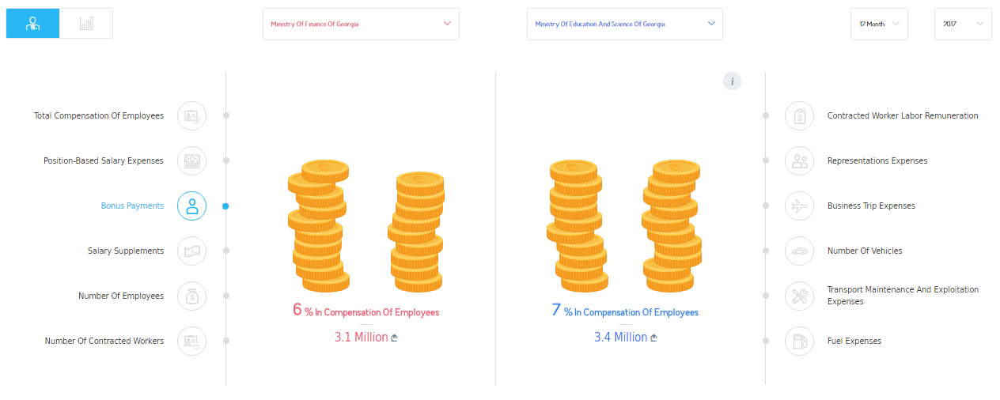 Ministry Of Finance Of Georgia
Ministry Of Education And Science Of Georgia
12 Month
2017
i
Total Compensation Of Employees
Position-Based Salary Expenses
Bonus Payments
Salary Supplements
Number Of Employees
Number Of Contracted Workers
6 % In Compensation Of Employees
3.1 Million ₾
7 % In Compensation Of Employees
3.4 Million ₾
Contracted Worker Labor Remuneration
Representations Expenses
Business Trip Expenses
Number Of Vehicles
Transport Maintenance And Exploitation
Expenses
Fuel Expenses